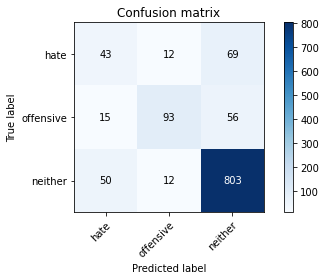 Confusion matrix
hate 43 12 69
offensive 15 93 56
neither 50 12 803
hate offensive neither
True label
Predicted label
800
700
600
500
400
300
200
100